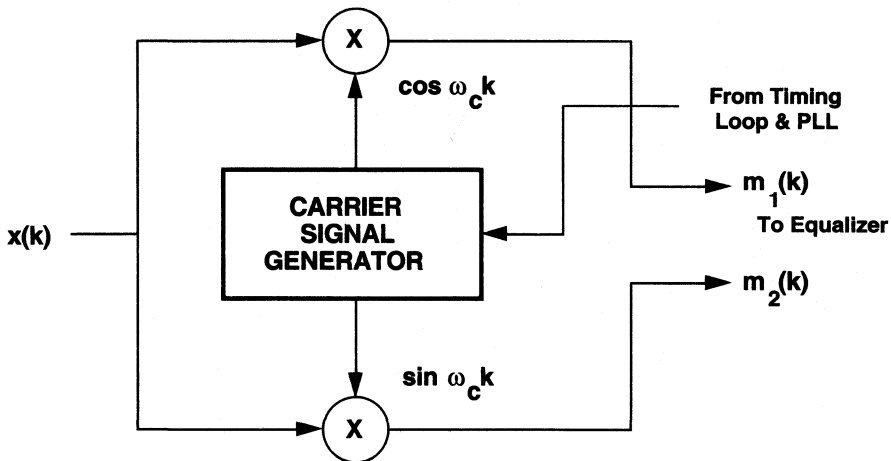 X
cos ω_c k
From Timing
Loop & PLL
CARRIER
SIGNAL
GENERATOR
x(k)
m_1(k)
To Equalizer
m_2(k)
sin ω_c k
X